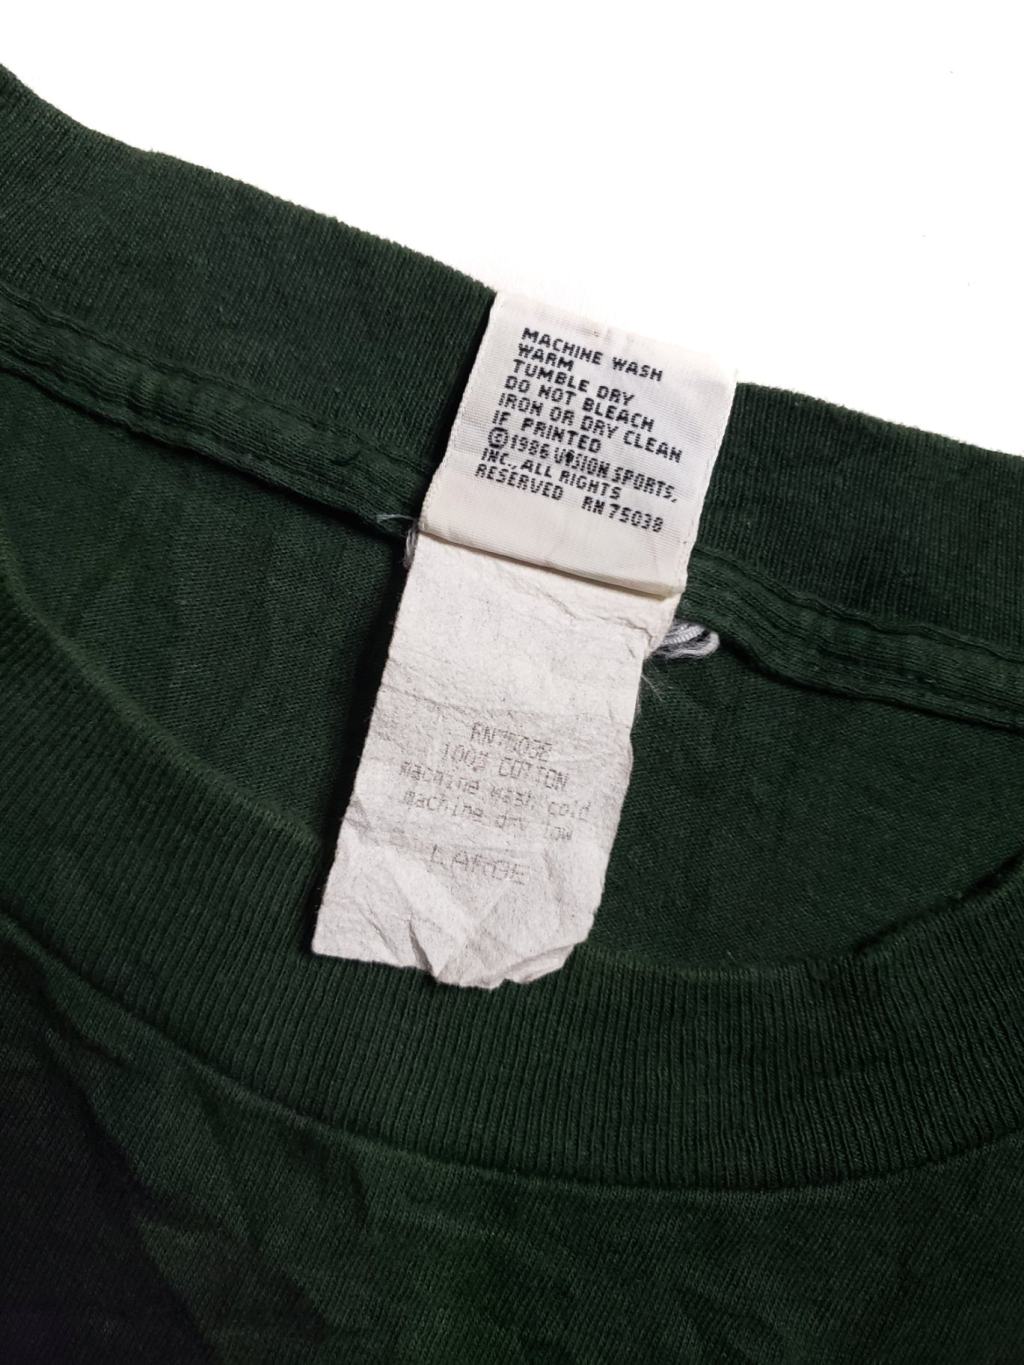 MACHINE WASH
WARM
TUMBLE DRY
DO NOT BLEACH
IRON OR DRY CLEAN
IF PRINTED
©1986 VISION SPORTS,
INC., ALL RIGHTS
RESERVED RN 75038
RN75038
100% COTTON
machine wash cold
machine dry low
LARGE